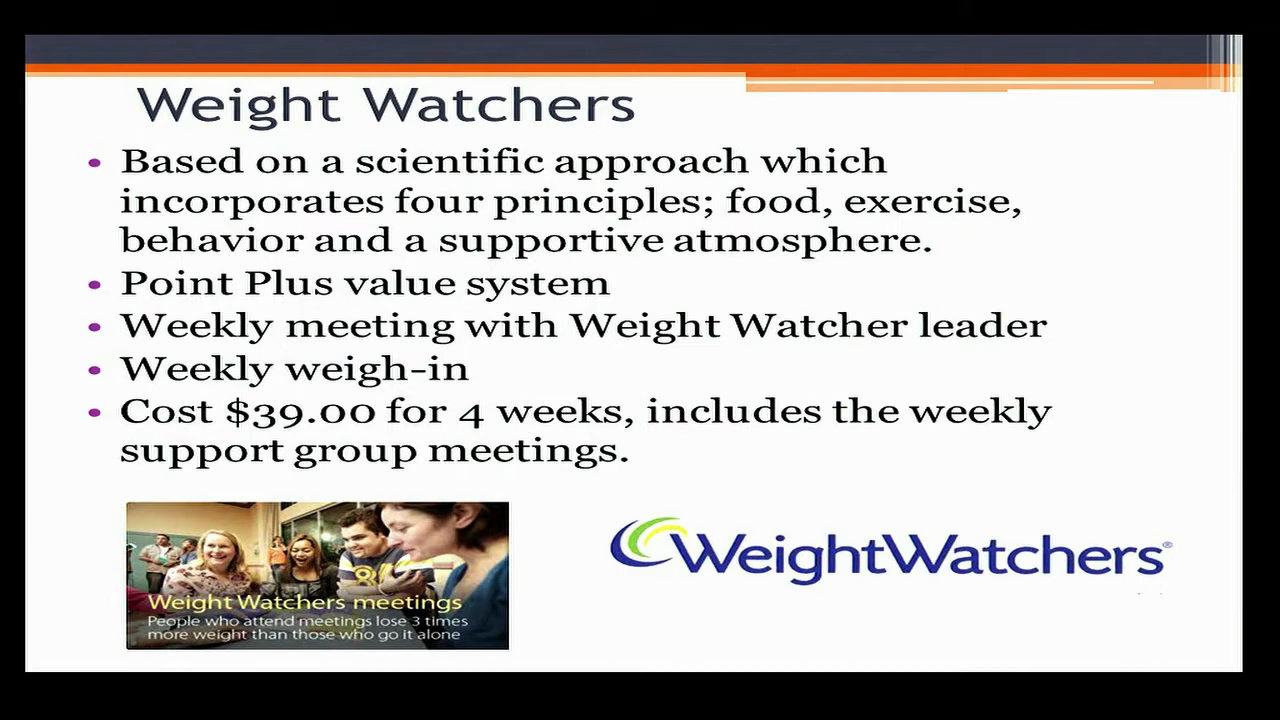 Weight Watchers
• Based on a scientific approach which
incorporates four principles; food, exercise,
behavior and a supportive atmosphere.
• Point Plus value system
• Weekly meeting with Weight Watcher leader
• Weekly weigh-in
• Cost $39.00 for 4 weeks, includes the weekly
support group meetings.
Weight Watchers meetings
People who attend meetings lose 3 times
more weight than those who go it alone
WeightWatchers®